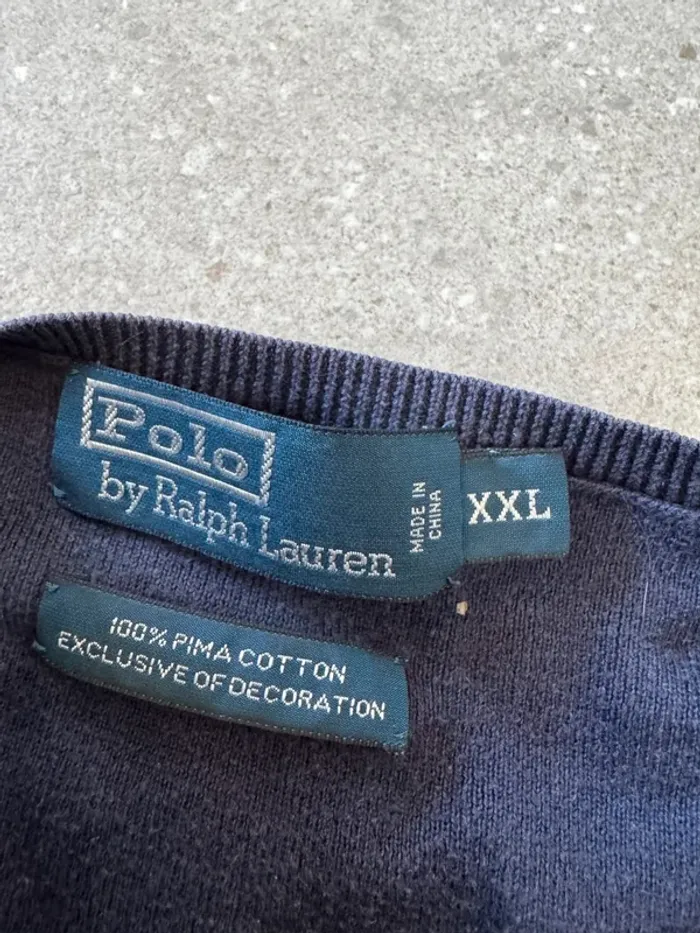 Polo
by Ralph Lauren
MADE IN
CHINA
XXL
100% PIMA COTTON
EXCLUSIVE OF DECORATION